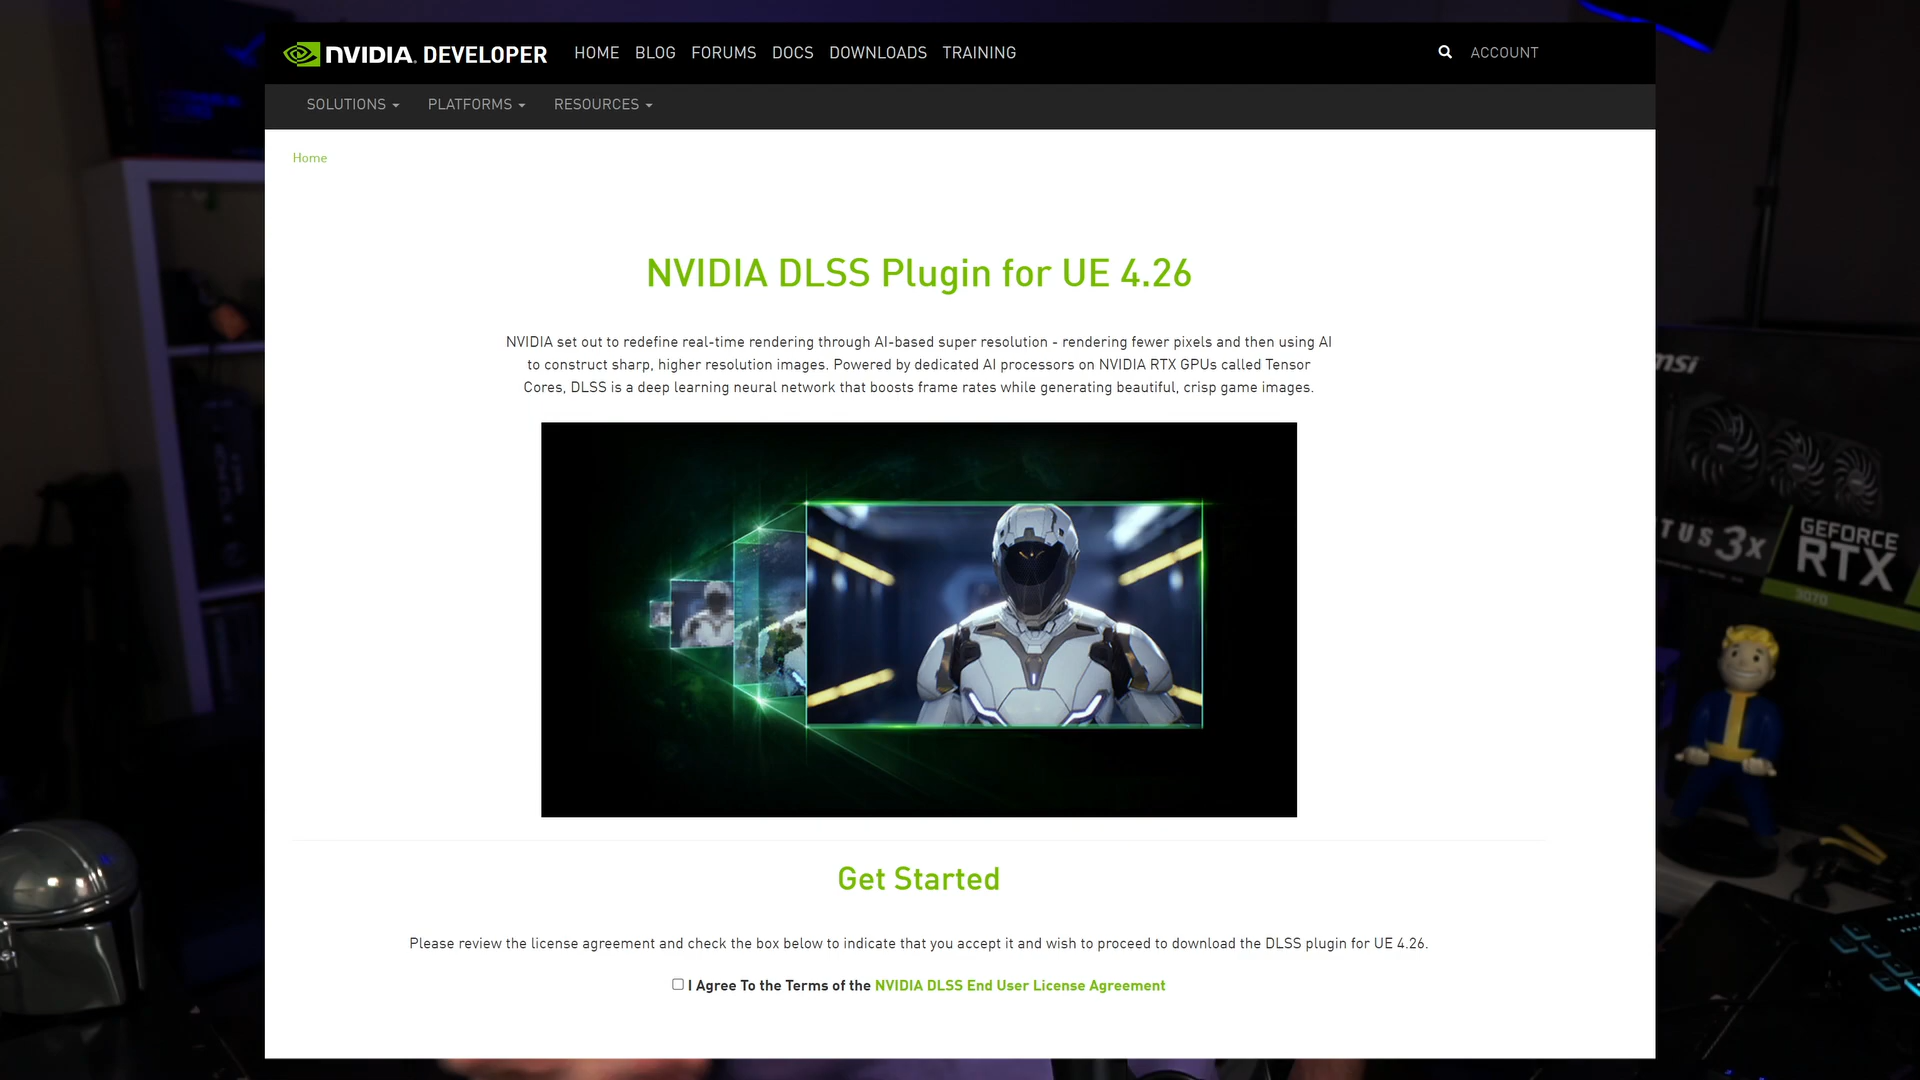 NVIDIA. DEVELOPER HOME BLOG FORUMS DOCS DOWNLOADS TRAINING ACCOUNT
SOLUTIONS PLATFORMS RESOURCES
Home
NVIDIA DLSS Plugin for UE 4.26
NVIDIA set out to redefine real-time rendering through AI-based super resolution - rendering fewer pixels and then using AI
to construct sharp, higher resolution images. Powered by dedicated AI processors on NVIDIA RTX GPUs called Tensor
Cores, DLSS is a deep learning neural network that boosts frame rates while generating beautiful, crisp game images.
msi
TUS 3X
GEFORCE
RTX
3070
Get Started
Please review the license agreement and check the box below to indicate that you accept it and wish to proceed to download the DLSS plugin for UE 4.26.
I Agree To the Terms of the NVIDIA DLSS End User License Agreement